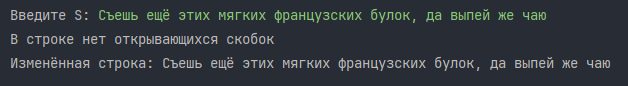 Введите S: Съешь ещё этих мягких французских булок, да выпей же чаю
В строке нет открывающихся скобок
Изменённая строка: Съешь ещё этих мягких французских булок, да выпей же чаю